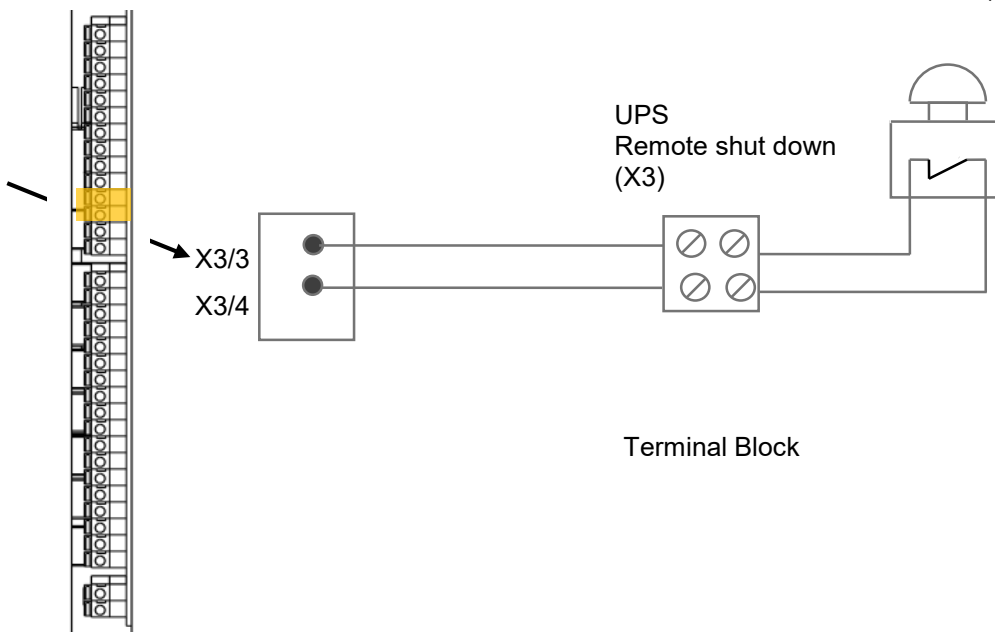 UPS
Remote shut down
(X3)
X3/3
X3/4
Terminal Block